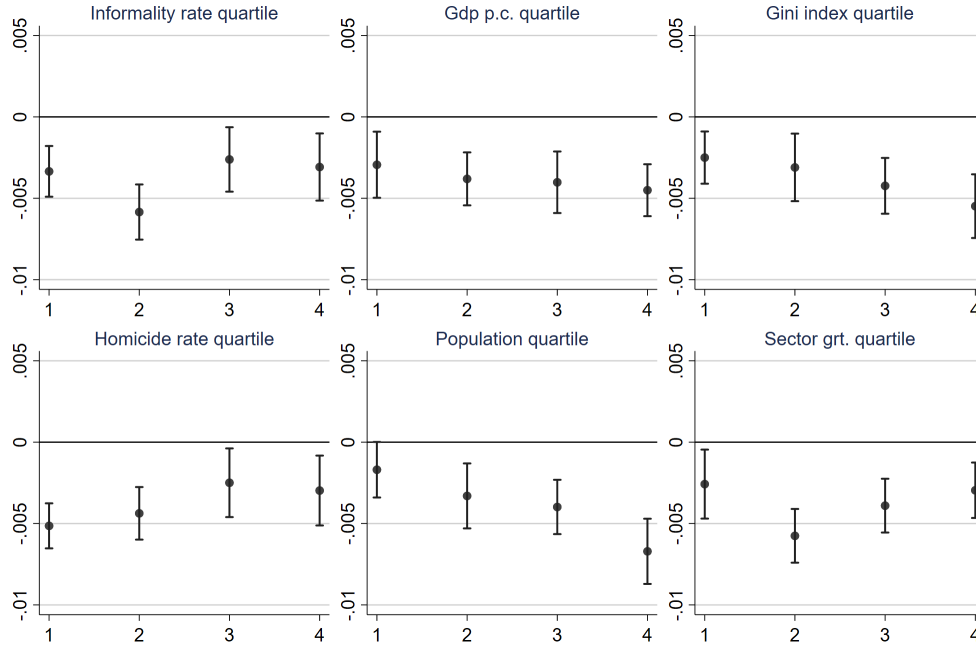 Informality rate quartile
.005
0
-.005
-.01
1 2 3 4
Gdp p.c. quartile
.005
0
-.005
-.01
1 2 3 4
Gini index quartile
.005
0
-.005
-.01
1 2 3 4
Homicide rate quartile
.005
0
-.005
-.01
1 2 3 4
Population quartile
.005
0
-.005
-.01
1 2 3 4
Sector grt. quartile
.005
0
-.005
-.01
1 2 3 4